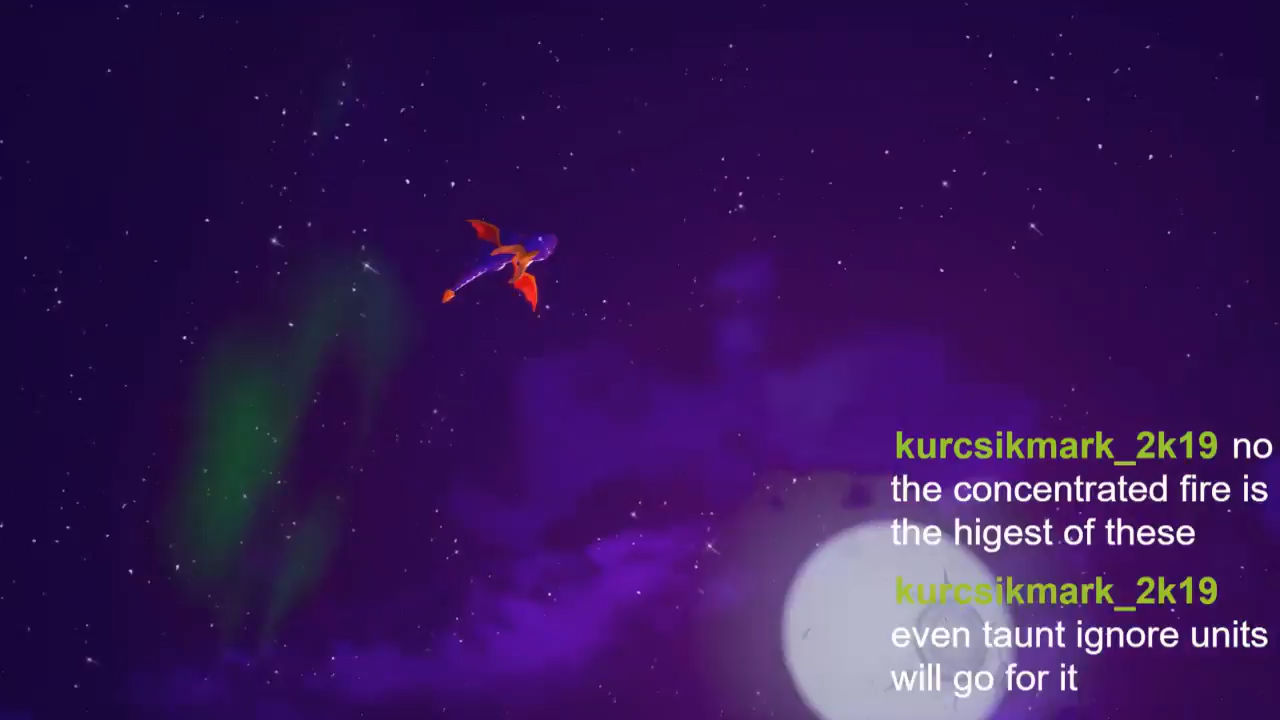 kurcsikmark_2k19 no
the concentrated fire is
the higest of these
kurcsikmark_2k19
even taunt ignore units
will go for it